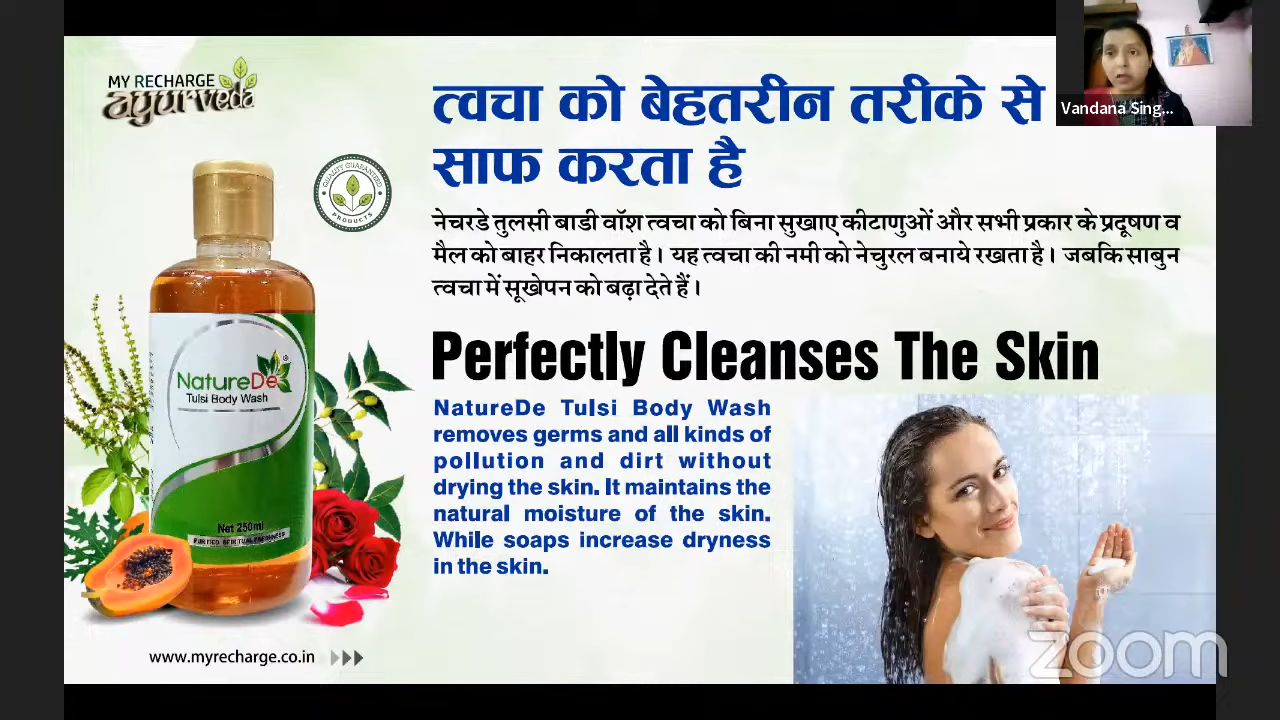 MY RECHARGE
ayurveda
Vandana Sing...
त्वचा को बेहतरीन तरीके से
साफ करता है
QUALITY GUARANTEED
PRODUCTS
नेचरडे तुलसी बाडी वॉश त्वचा को बिना सुखाए कीटाणुओं और सभी प्रकार के प्रदूषण व
मैल को बाहर निकालता है। यह त्वचा की नमी को नेचुरल बनाये रखता है। जबकि साबुन
त्वचा में सूखेपन को बढ़ा देते हैं।
Perfectly Cleanses The Skin
NatureDe®
Tulsi Body Wash
Net 250ml
NatureDe Tulsi Body Wash
removes germs and all kinds of
pollution and dirt without
drying the skin. It maintains the
natural moisture of the skin.
While soaps increase dryness
in the skin.
www.myrecharge.co.in
zoom